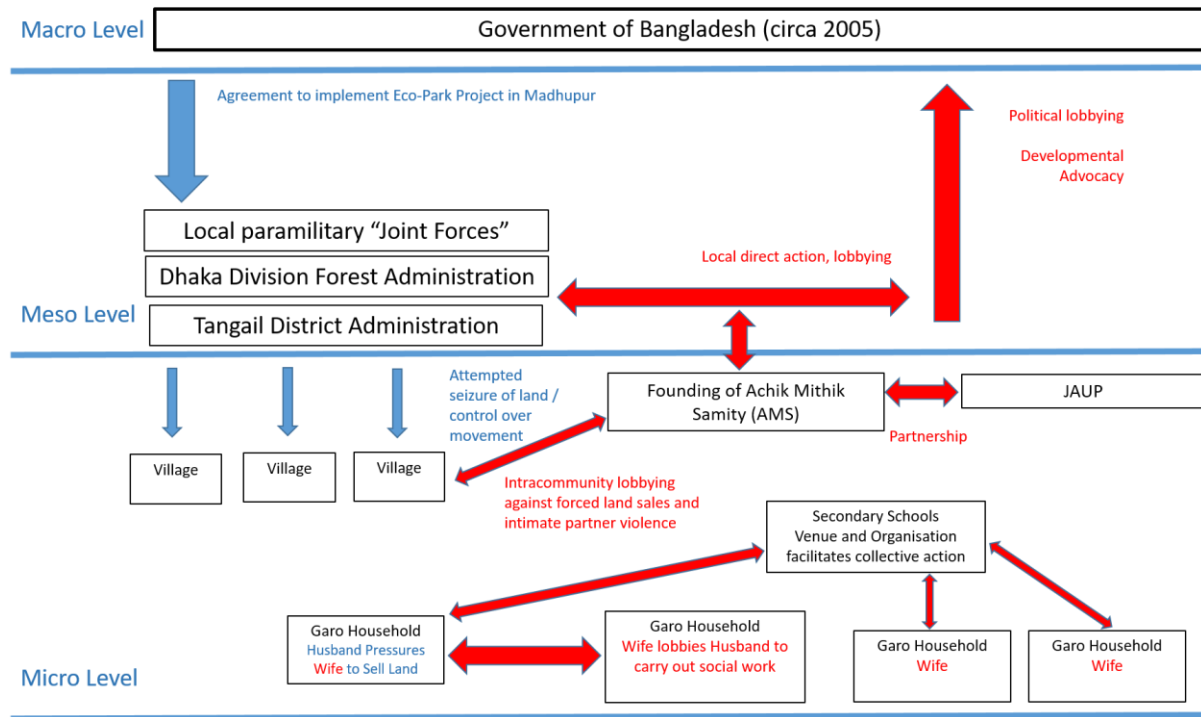 Macro Level
Government of Bangladesh (circa 2005)
Agreement to implement Eco-Park Project in Madhupur
Political lobbying
Developmental
Advocacy
Local paramilitary “Joint Forces”
Dhaka Division Forest Administration
Local direct action, lobbying
Meso Level
Tangail District Administration
Attempted
seizure of land /
control over
movement
Founding of Achik Mithik
Samity (AMS)
JAUP
Partnership
Village
Village
Village
Intracommunity lobbying
against forced land sales and
intimate partner violence
Secondary Schools
Venue and Organisation
facilitates collective action
Garo Household
Husband Pressures
Wife to Sell Land
Garo Household
Wife lobbies Husband to
carry out social work
Garo Household
Wife
Garo Household
Wife
Micro Level